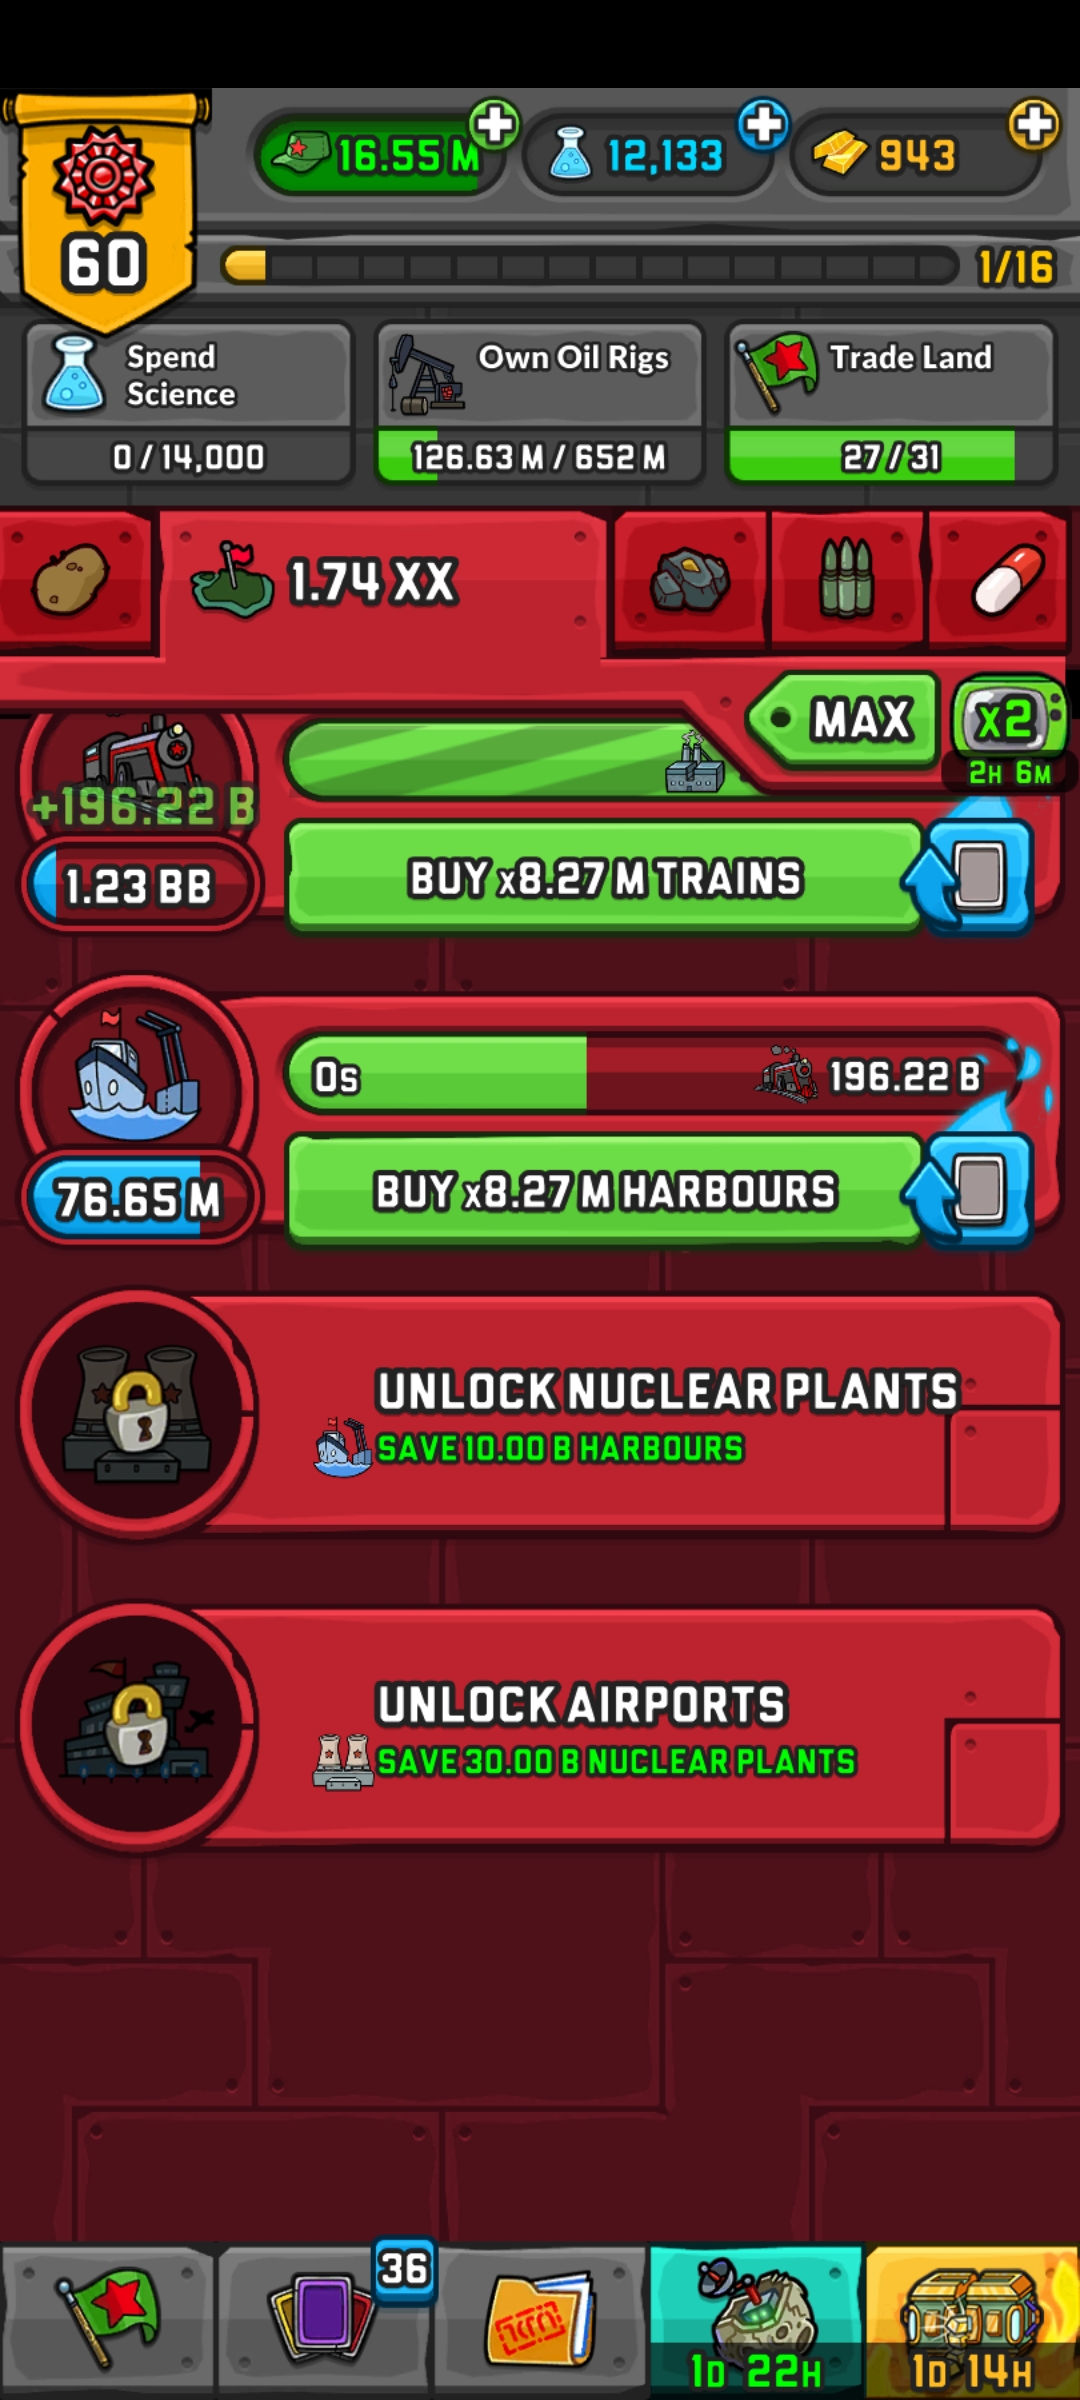 16.55 M
12,133
943
60
1/16
Spend
Science
0 / 14,000
Own Oil Rigs
126.63 M / 652 M
Trade Land
27 / 31
1.74 XX
MAX
x2
2H 6M
+196.22 B
1.23 BB
BUY x8.27 M TRAINS
0s
196.22 B
76.65 M
BUY x8.27 M HARBOURS
UNLOCK NUCLEAR PLANTS
SAVE 10.00 B HARBOURS
UNLOCK AIRPORTS
SAVE 30.00 B NUCLEAR PLANTS
36
1D 22H
1D 14H